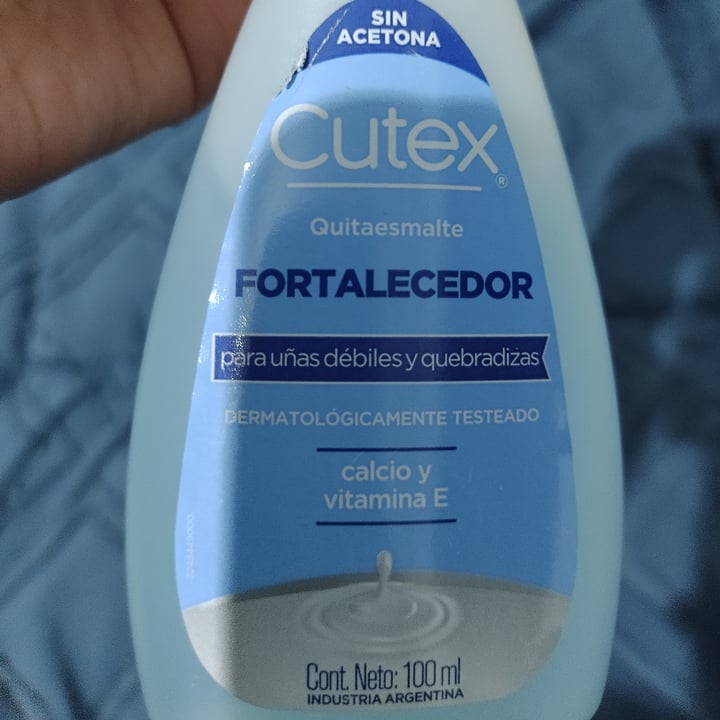 SIN
ACETONA
Cutex®
Quitaesmalte
FORTALECEDOR
para uñas débiles y quebradizas
DERMATOLÓGICAMENTE TESTEADO
calcio y
vitamina E
Cont. Neto: 100 ml
INDUSTRIA ARGENTINA